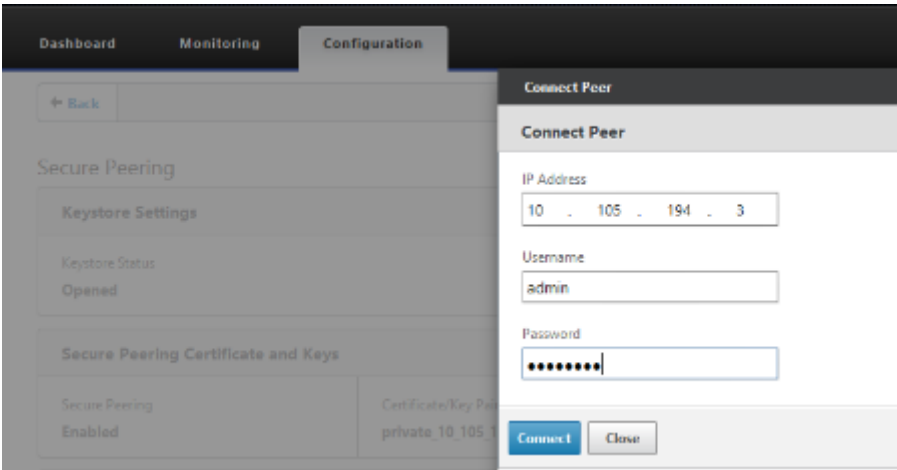 Dashboard Monitoring Configuration
Back
Secure Peering
Keystore Settings
Keystore Status
Opened
Secure Peering Certificate and Keys
Secure Peering
Enabled
Certificate/Key Pair
private_10_105_1
Connect Peer
Connect Peer
IP Address
10 . 105 . 194 . 3
Username
admin
Password
••••••••
Connect Close